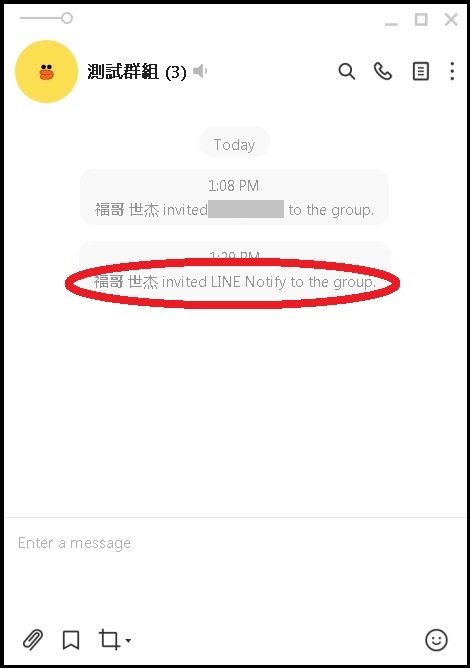 測試群組 (3)
Today
1:08 PM
福哥 世杰 invited to the group.
1:29 PM
福哥 世杰 invited LINE Notify to the group.
Enter a message